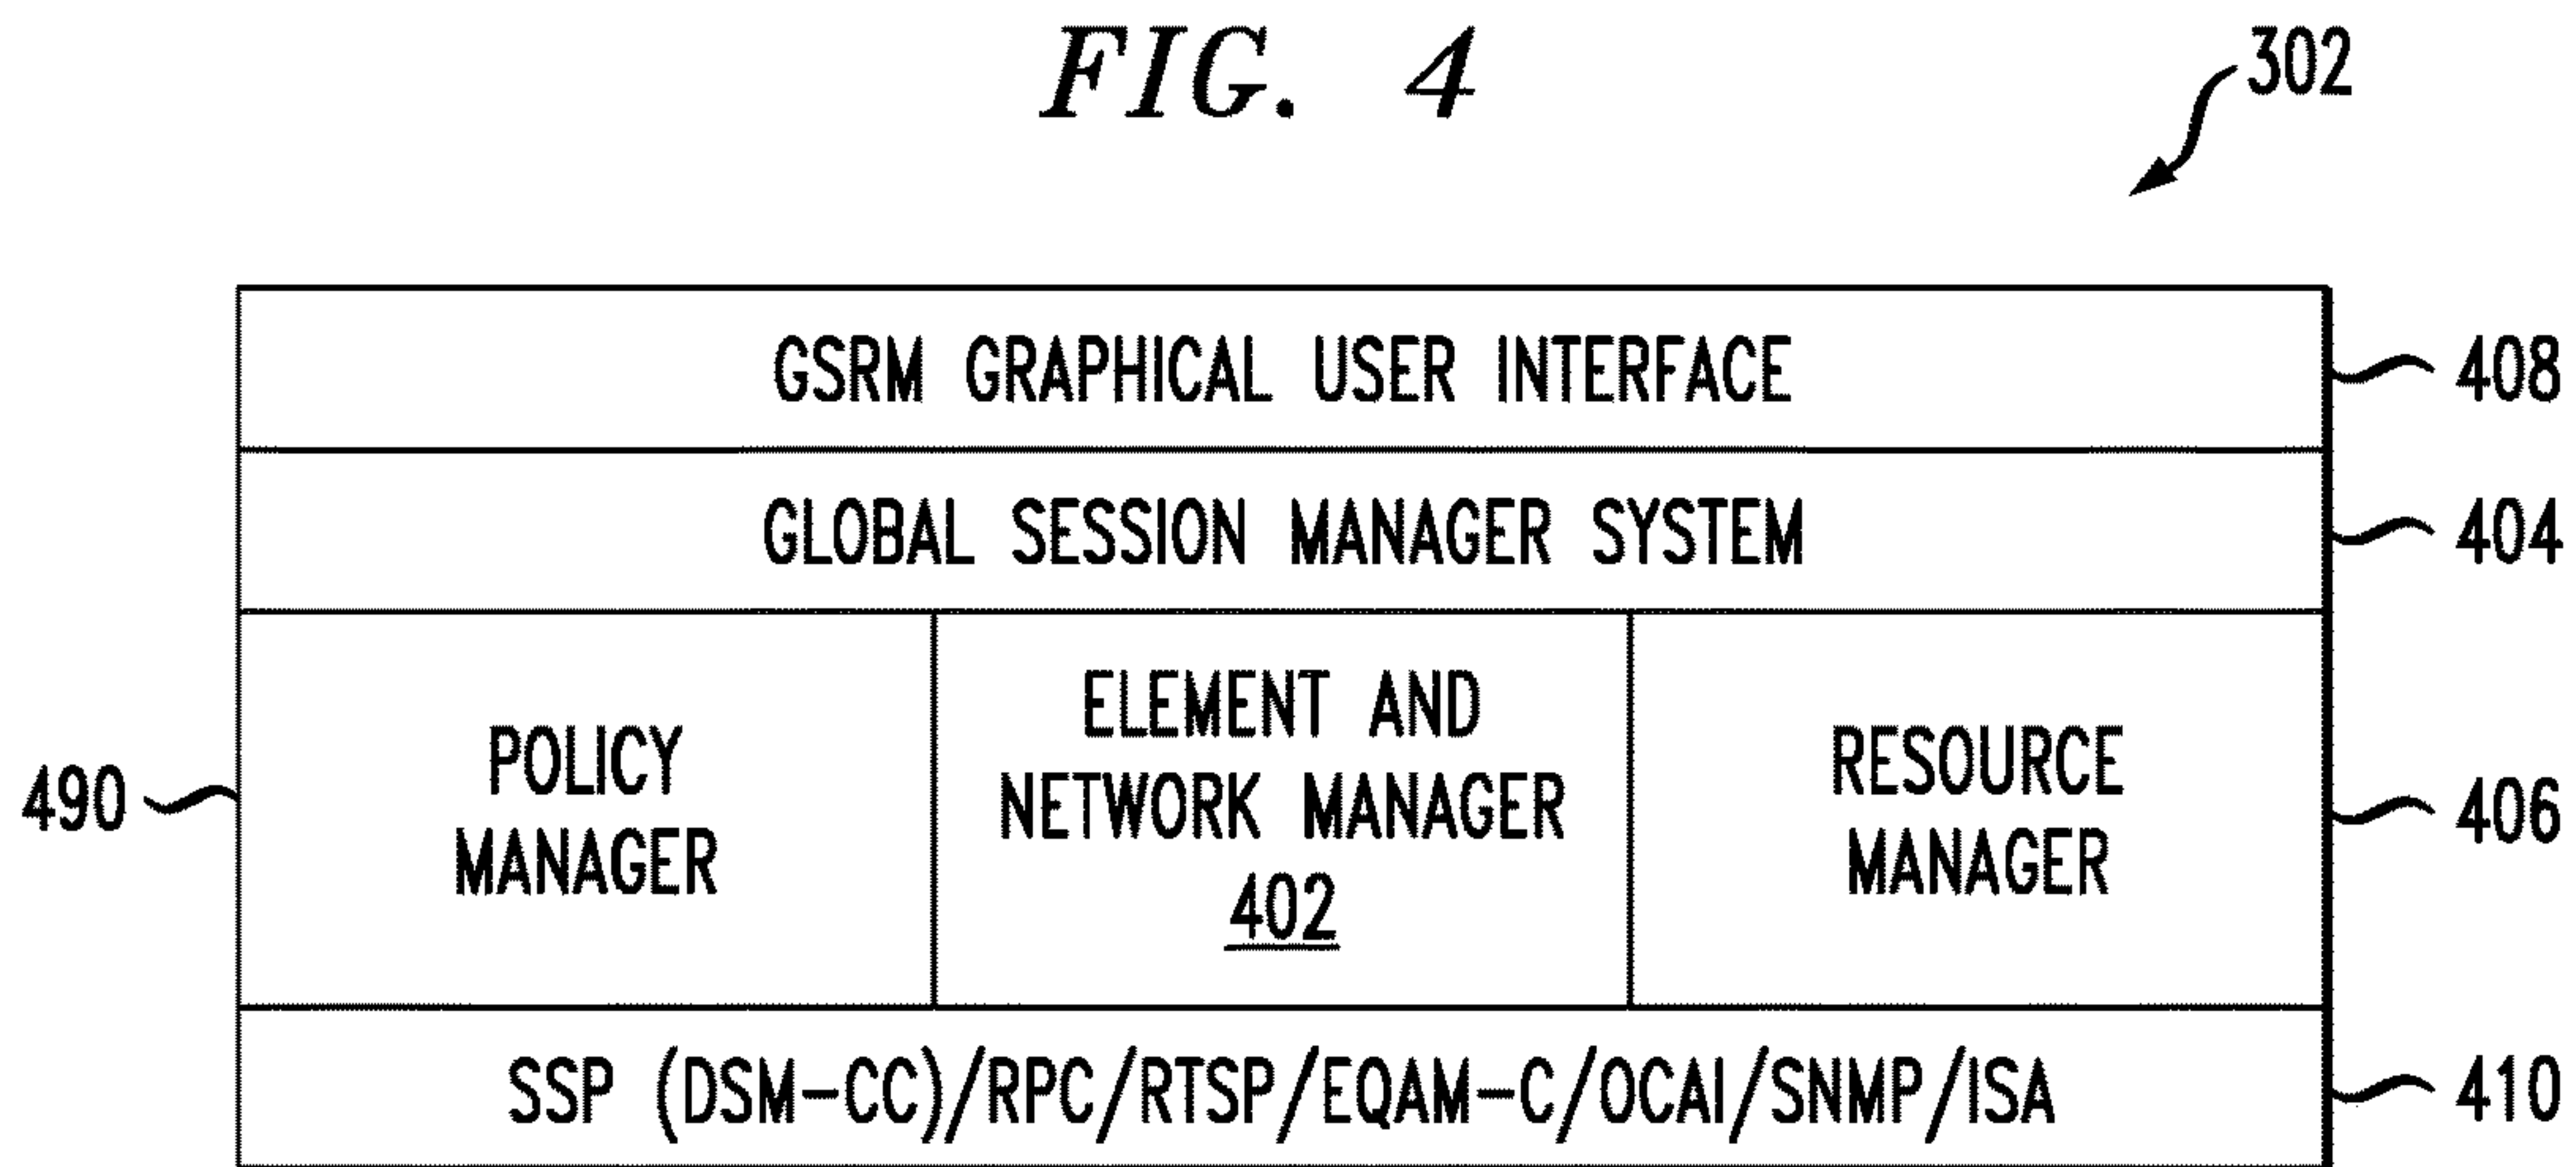 FIG. 4
302
GSRM GRAPHICAL USER INTERFACE
408
GLOBAL SESSION MANAGER SYSTEM
404
490
POLICY
MANAGER
ELEMENT AND
NETWORK MANAGER
402
RESOURCE
MANAGER
406
SSP (DSM-CC)/RPC/RTSP/EQAM-C/OCAI/SNMP/ISA
410